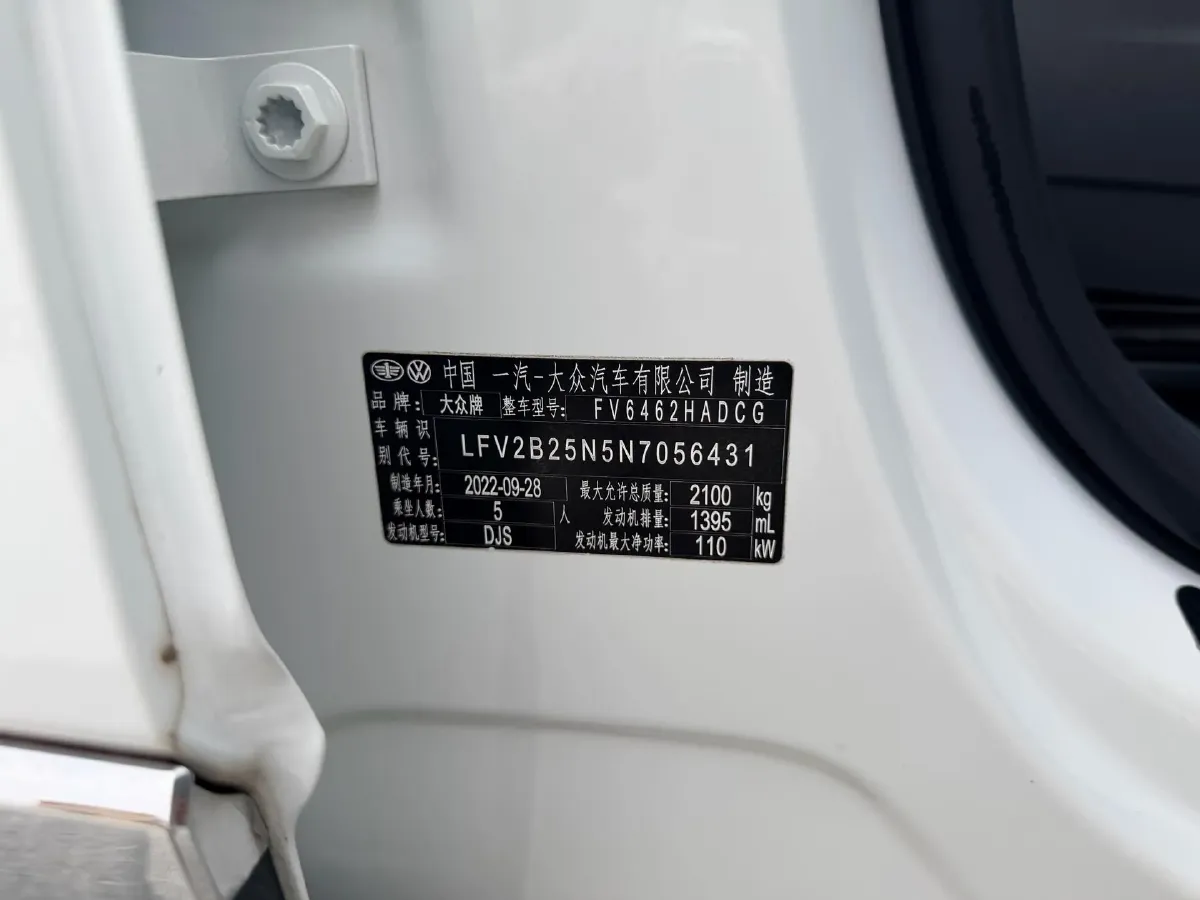 中国 一汽-大众汽车有限公司 制造
品牌: 大众牌 整车型号: FV6462HADCG
车辆识别代号: LFV2B25N5N7056431
制造年月: 2022-09-28 最大允许总质量: 2100 kg
乘坐人数: 5 人 发动机排量: 1395 mL
发动机型号: DJS 发动机最大净功率: 110 kW